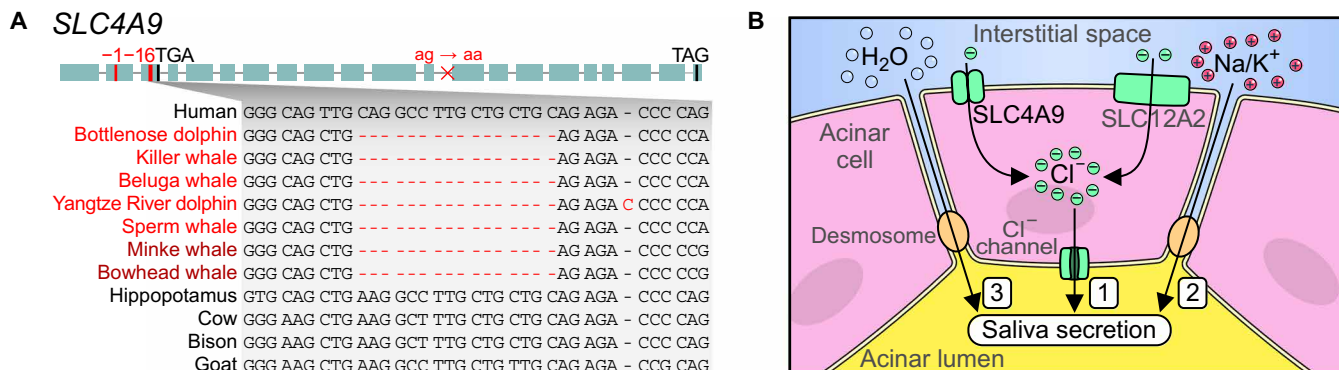 A
SLC4A9
−1 −16 TGA
ag → aa
TAG
Human GGG CAG TTG CAG GCC TTG CTG CTG CAG AGA - CCC CAG
Bottlenose dolphin GGG CAG CTG - - - - - - - - - - - - - - - - AG AGA - CCC CCA
Killer whale GGG CAG CTG - - - - - - - - - - - - - - - - AG AGA - CCC CCA
Beluga whale GGG CAG CTG - - - - - - - - - - - - - - - - AG AGA - CCC CCA
Yangtze River dolphin GGG CAG CTG - - - - - - - - - - - - - - - - AG AGA C CCC CCA
Sperm whale GGG CAG CTG - - - - - - - - - - - - - - - - AG AGA - CCC CCA
Minke whale GGG CAG CTG - - - - - - - - - - - - - - - - AG AGA - CCC CCG
Bowhead whale GGG CAG CTG - - - - - - - - - - - - - - - - AG AGA - CCC CCG
Hippopotamus GTG CAG CTG AAG GCC TTG CTG CTG CAG AGA - CCC CAG
Cow GGG AAG CTG AAG GCT TTG CTG CTG CAG AGA - CCC CAG
Bison GGG AAG CTG AAG GCT TTG CTG CTG CAG AGA - CCC CAG
Goat GGG AAG CTG AAG GCC TTG CTG TTG CAG AGA - CCG CAG
B
Interstitial space
H2O
Na/K+
SLC4A9
SLC12A2
Acinar
cell
Cl−
Desmosome
Cl−
channel
3
1
2
Saliva secretion
Acinar lumen